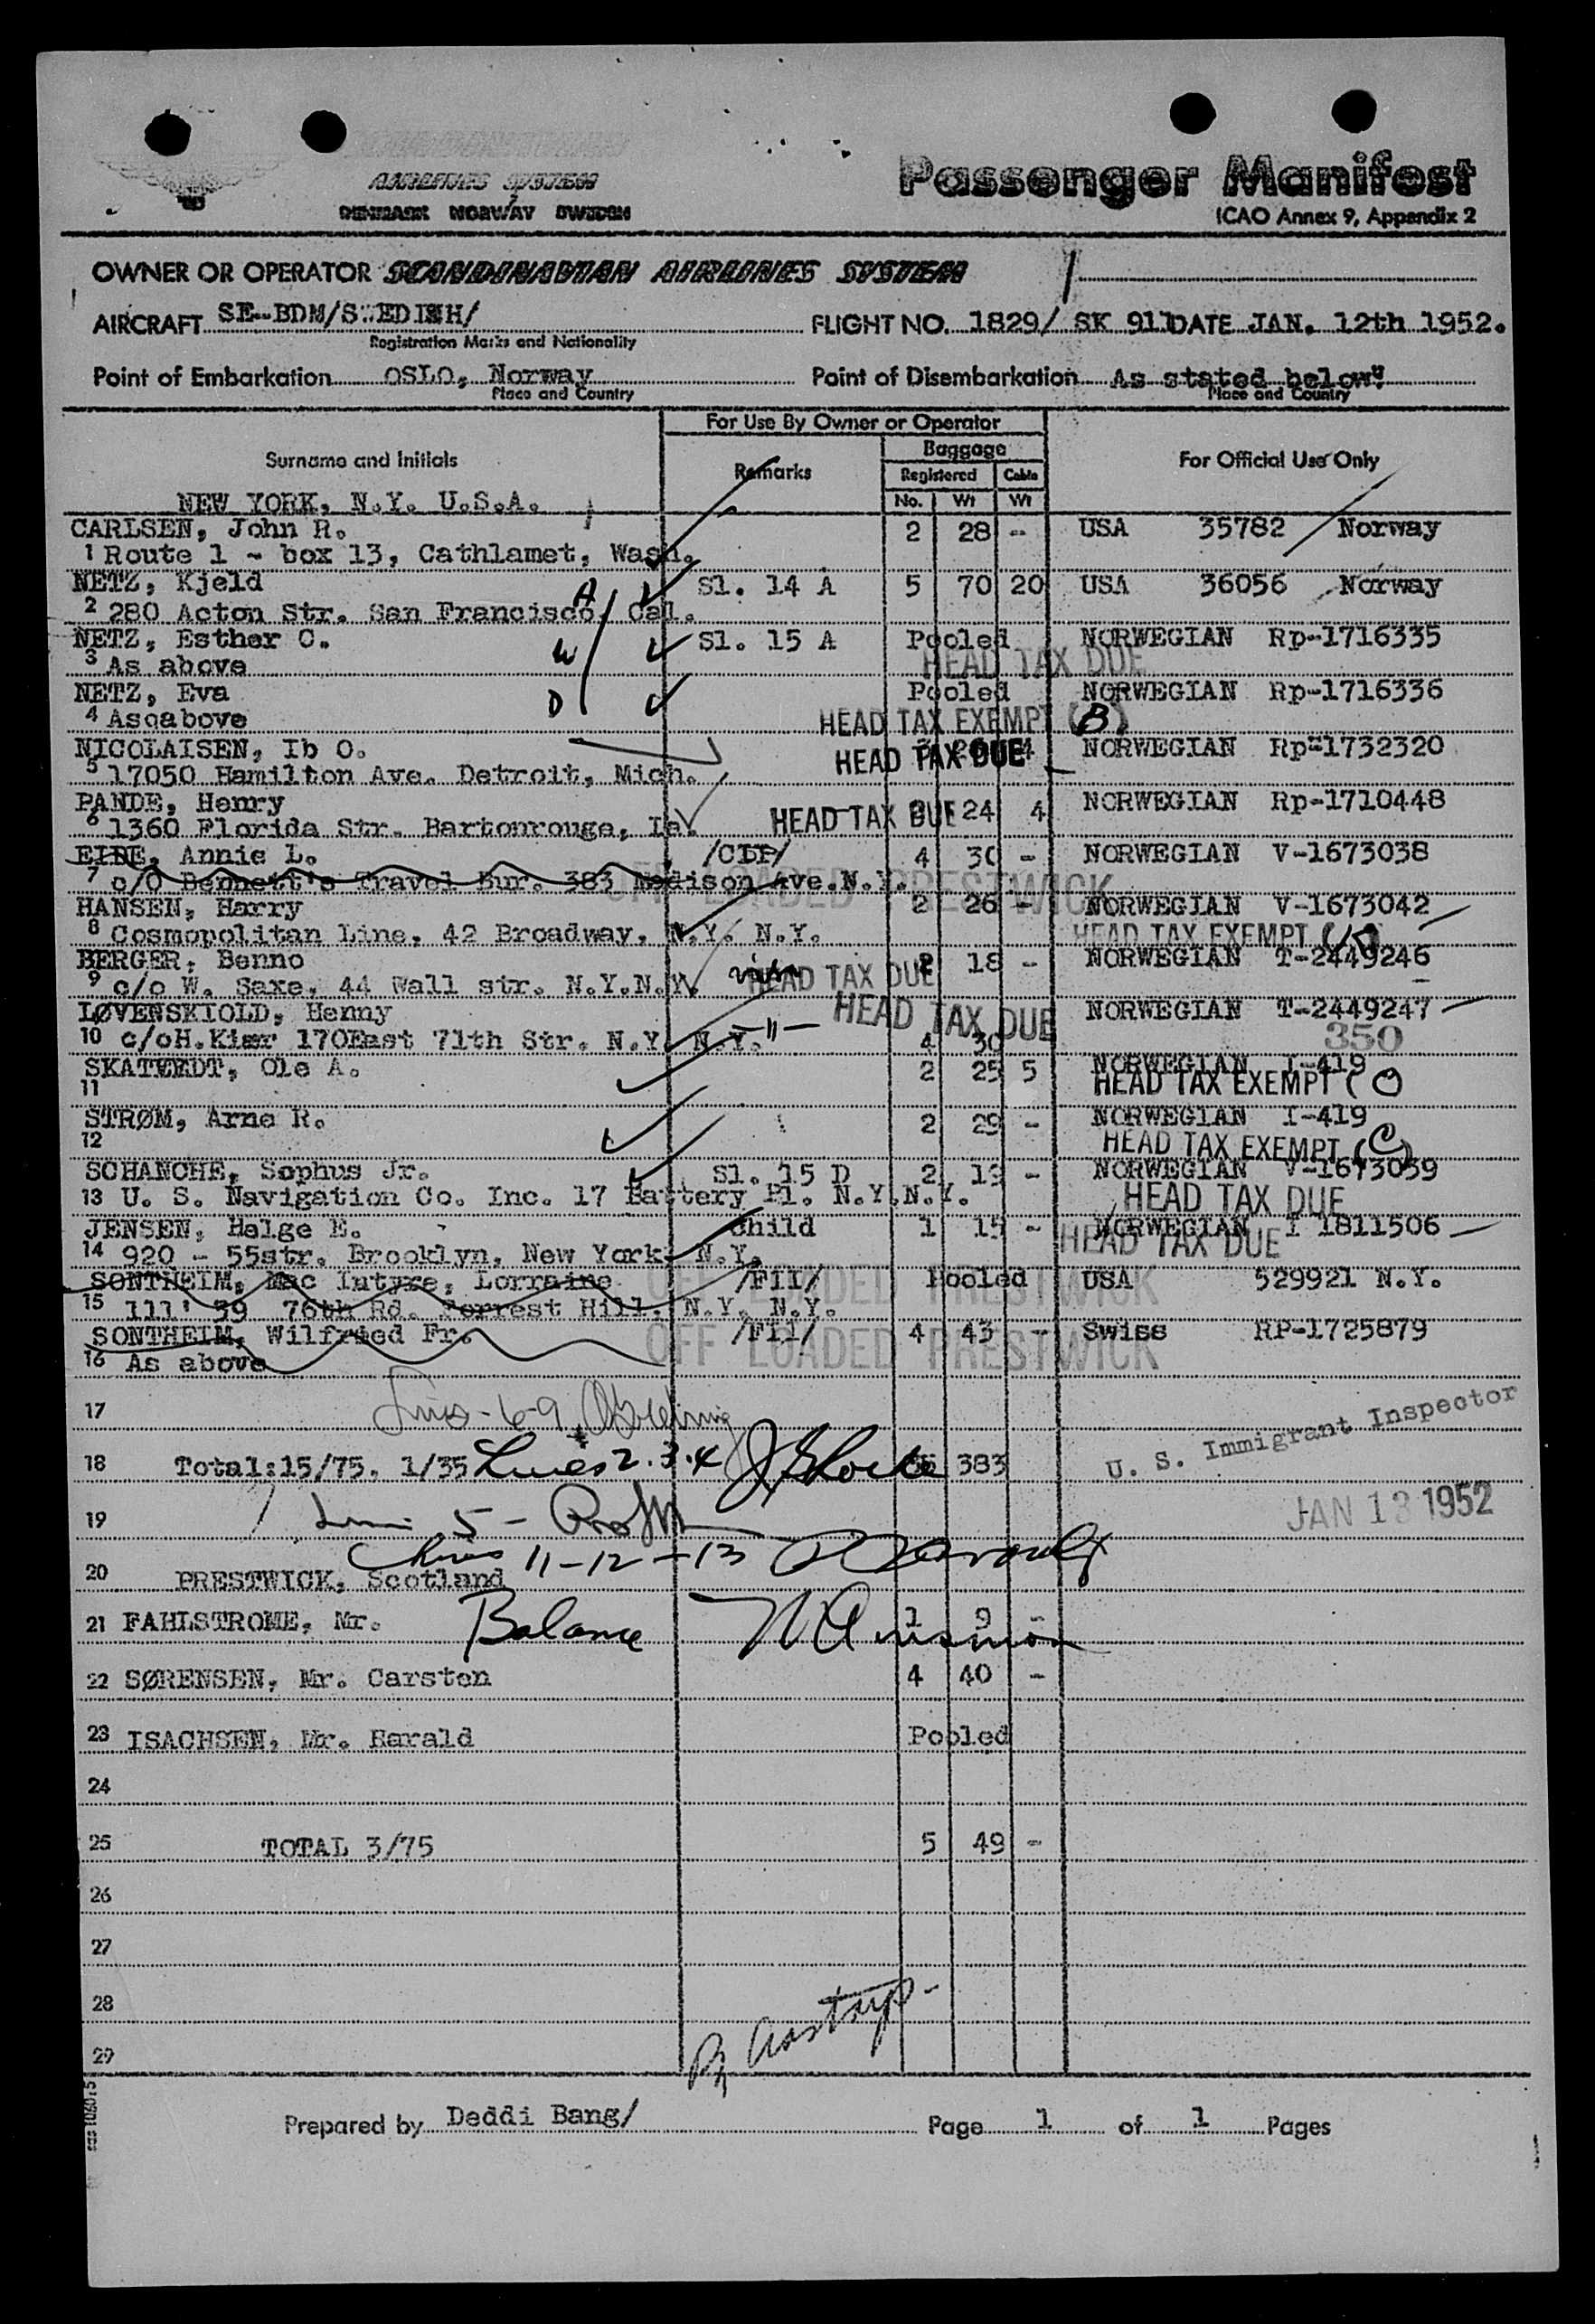 AIRLINES SYSTEM
DENMARK NORWAY SWEDEN
Passenger Manifest
ICAO Annex 9, Appendix 2
OWNER OR OPERATOR SCANDINAVIAN AIRLINES SYSTEM
AIRCRAFT SE-BDM/SWEDISH/ FLIGHT NO. 1829/ SK 911 DATE JAN. 12th 1952.
Registration Marks and Nationality
Point of Embarkation OSLO, Norway Point of Disembarkation As stated below"
Place and Country Place and Country
For Use By Owner or Operator
Surname and Initials Remarks Baggage For Official Use Only
Registered Cabin
No. Wt Wt
NEW YORK, N.Y. U.S.A.
CARLSEN, John R. 2 28 - USA 35782 Norway
1 Route 1 - box 13, Cathlamet, Wash.
NETZ, Kjeld Sl. 14 A 5 70 20 USA 36056 Norway
2 280 Acton Str. San Francisco, Cal. A
NETZ, Esther C. Sl. 15 A Pooled NORWEGIAN Rp-1716335
3 As above W HEAD TAX DUE
NETZ, Eva D Pooled NORWEGIAN Rp-1716336
4 Asqabove HEAD TAX EXEMPT (B)
NICOLAISEN, Ib O. HEAD TAX DUE 4 NORWEGIAN Rp-1732320
5 17050 Hamilton Ave. Detroit, Mich.
PANDE, Henry HEAD TAX DUE 24 4 NORWEGIAN Rp-1710448
6 1360 Florida Str. Bartonrouge, La.
EIDE, Annie L. 4 30 - NORWEGIAN V-1673038
7 c/o Bennett's Travel Bur. 383 Madison Ave.N.Y. OFF LOADED PRESTWICK
HANSEN, Harry 2 26 - NORWEGIAN V-1673042
8 Cosmopolitan Line, 42 Broadway, N.Y. N.Y. HEAD TAX EXEMPT
BERGER, Benno 18 - NORWEGIAN T-2449246
9 c/o W. Saxe, 44 Wall str. N.Y.N.Y. HEAD TAX DUE
LØVENSKIOLD, Henny HEAD TAX DUE NORWEGIAN T-2449247
10 c/oH.Kiær 170East 71th Str. N.Y. N.Y. -"- 4 30 350
SKATVEDT, Ole A. 2 25 5 NORWEGIAN I-419
11 HEAD TAX EXEMPT (
STRØM, Arne R. 2 29 - NORWEGIAN I-419
12 HEAD TAX EXEMPT (C)
SCHANCHE, Sophus Jr. Sl. 15 D 2 19 - NORWEGIAN V-1673039
13 U. S. Navigation Co. Inc. 17 Battery Pl. N.Y.N.Y. HEAD TAX DUE
JENSEN, Helge E. Child 1 15 - NORWEGIAN I 1811506
14 920 - 55str. Brooklyn, New York, N.Y. HEAD TAX DUE
SONTHEIM, Mac Intyre, Lorraine /FII/ Pooled USA 529921 N.Y.
15 111' 39 76th Rd. Forrest Hill, N.Y. N.Y. OFF LOADED PRESTWICK
SONTHEIM, Wilfried Fr. /FII/ 4 43 - Swiss RP-1725879
16 As above OFF LOADED PRESTWICK
17 Lines - 6-9
U. S. Immigrant Inspector
18 Total:15/75, 1/35 Lines 2.3.4 383
19 5 - JAN 13 1952
Lines 11-12-13
20 PRESTWICK, Scotland
21 FAHLSTROME, Mr. Balance 1 9 -
22 SØRENSEN, Mr. Carsten 4 40 -
23 ISACHSEN, Mr. Harald Pooled
24
25 TOTAL 3/75 5 49 -
26
27
28
29
Prepared by Deddi Bang/ Page 1 of 1 Pages